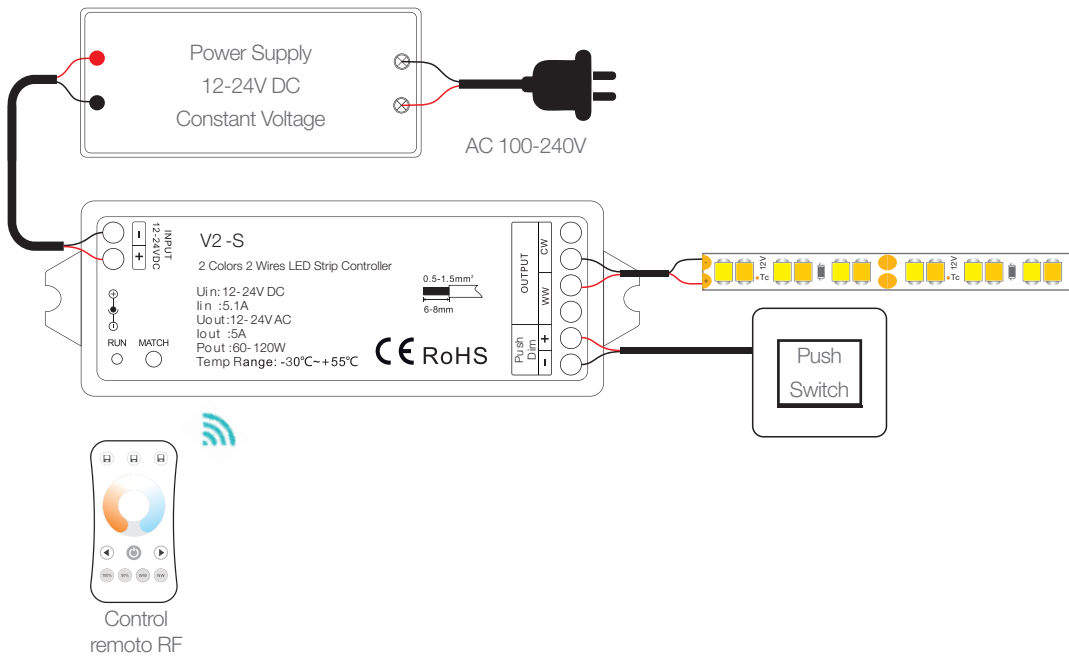 Power Supply
12-24V DC
Constant Voltage
AC 100-240V
INPUT
12-24VDC
- +
V2 -S
2 Colors 2 Wires LED Strip Controller
Uin: 12-24V DC
Iin :5.1A
Uout:12-24V AC
Iout :5A
Pout :60-120W
Temp Range: -30℃~+55℃
0.5-1.5mm²
6-8mm
RUN
MATCH
CE RoHS
OUTPUT
CW
WW
Push
Dim
+
-
12V
Tc
12V
Tc
Push
Switch
Control
remoto RF